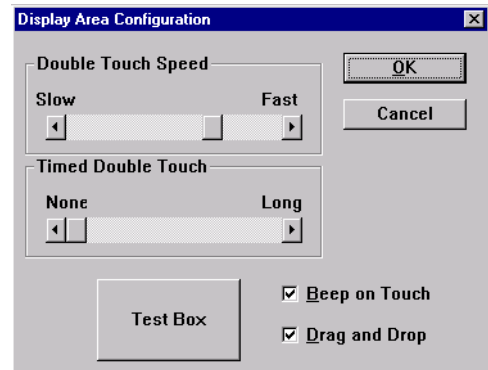 Display Area Configuration
Double Touch Speed
Slow Fast
OK
Cancel
Timed Double Touch
None Long
Test Box
Beep on Touch
Drag and Drop